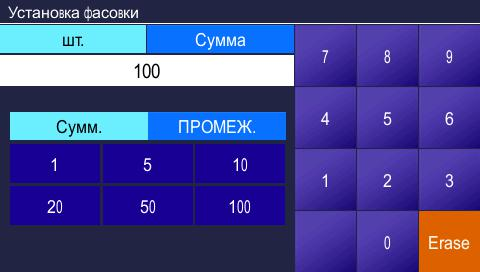 Установка фасовки
шт. Сумма
100
Сумм. ПРОМЕЖ.
1 5 10
20 50 100
7 8 9
4 5 6
1 2 3
0 Erase